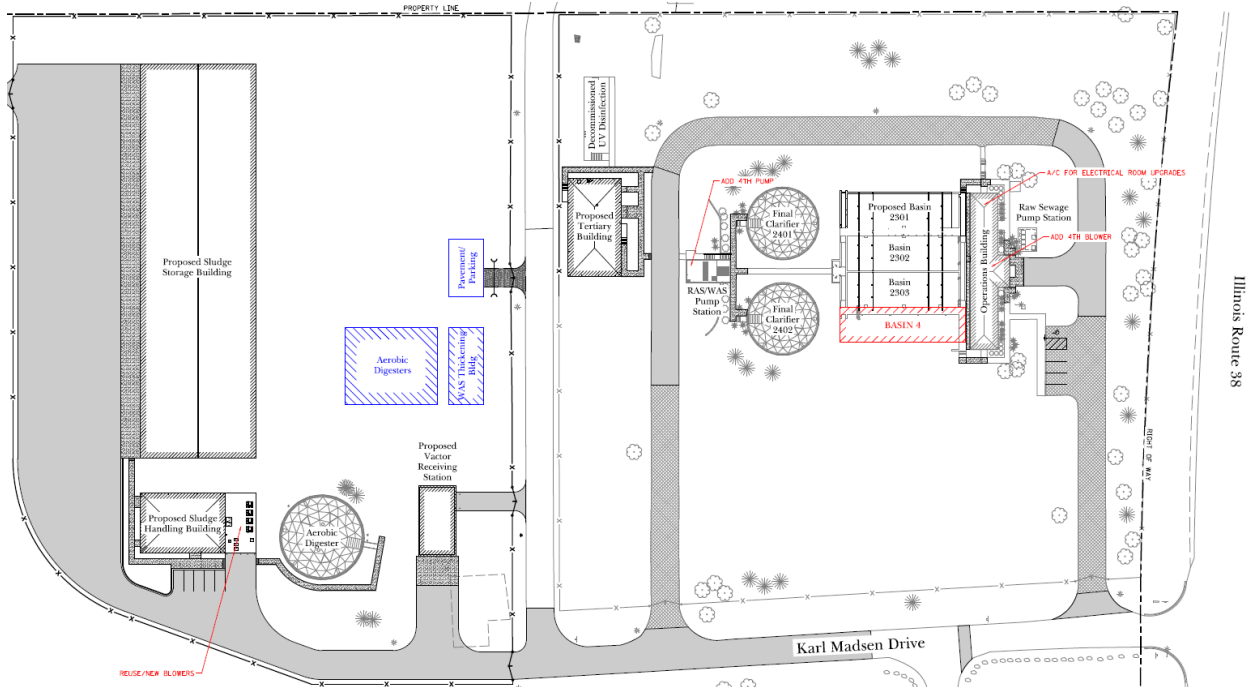 PROPERTY LINE
Decommissioned
UV Disinfection
ADD 4TH PUMP
A/C FOR ELECTRICAL ROOM UPGRADES
Proposed
Tertiary
Building
Final
Clarifier
2401
Proposed Basin
2301
Raw Sewage
Pump Station
ADD 4TH BLOWER
Basin
2302
Operations Building
Proposed Sludge
Storage Building
Pavement/
Parking
RAS/WAS
Pump
Station
Basin
2303
Final
Clarifier
2402
BASIN 4
Illinois Route 38
Aerobic
Digesters
WAS Thickening
Bldg
RIGHT OF WAY
Proposed
Vactor
Receiving
Station
Proposed Sludge
Handling Building
Aerobic
Digester
Karl Madsen Drive
REUSE/NEW BLOWERS